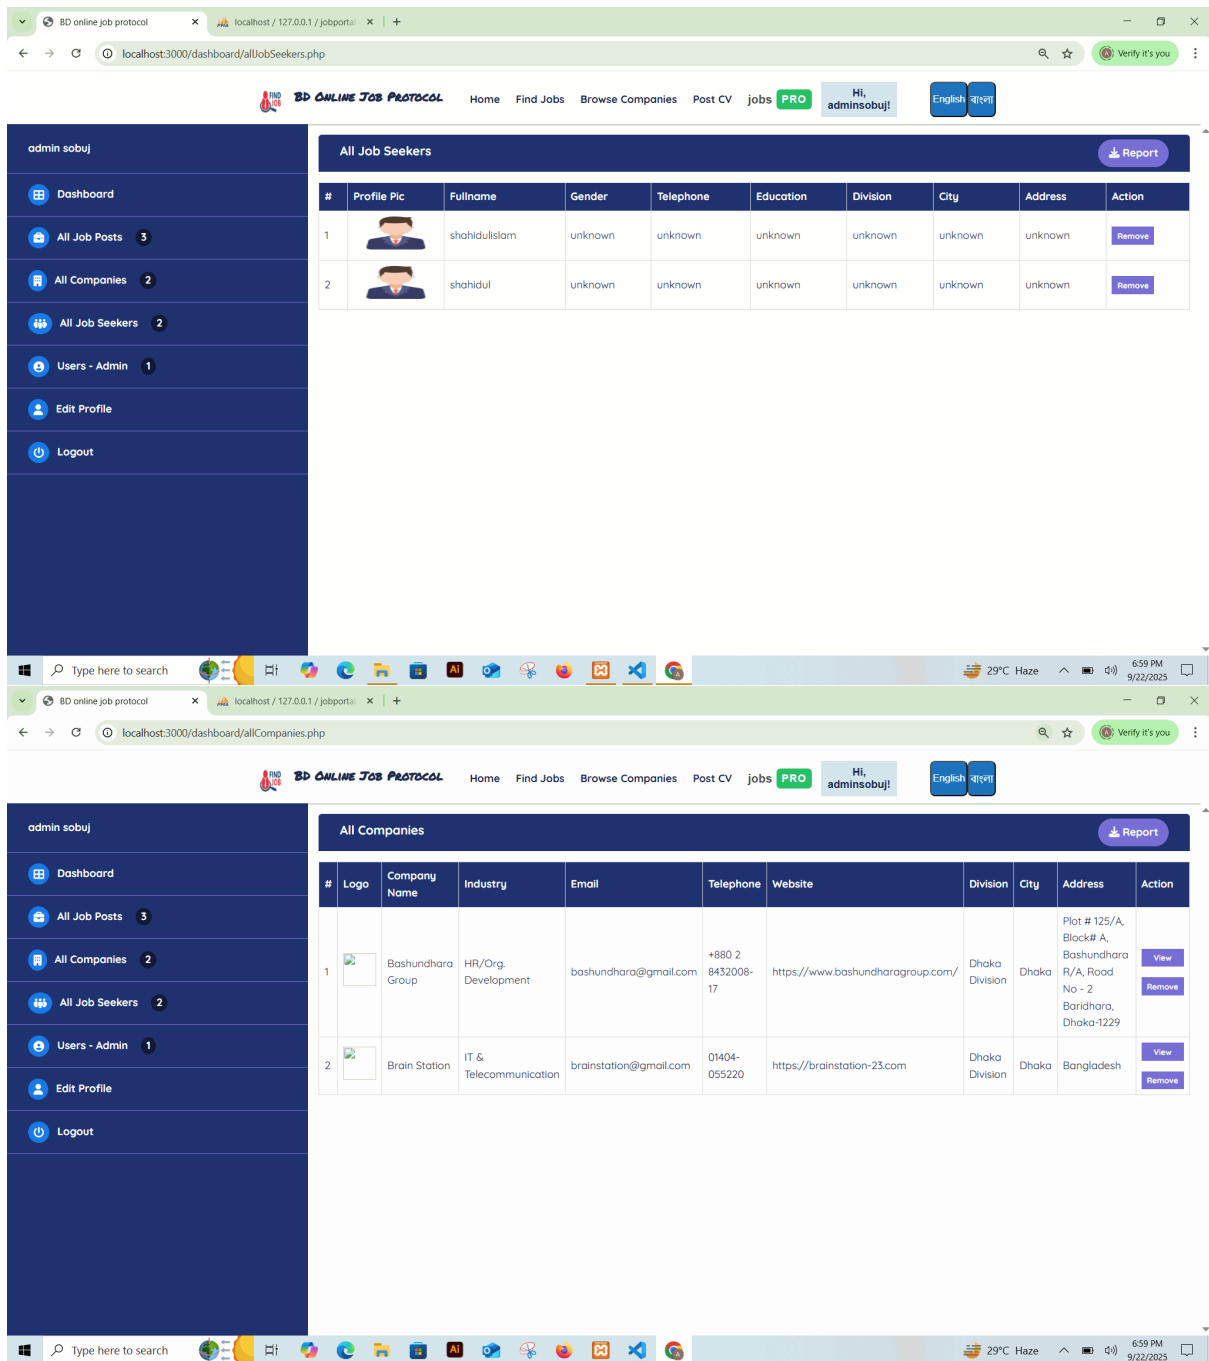 BD online job protocol
localhost / 127.0.0.1 / jobportal
localhost:3000/dashboard/allJobSeekers.php
Verify it's you
FIND JOB
BD Online Job Protocol
Home Find Jobs Browse Companies Post CV jobs PRO
Hi,
adminsobuj!
English বাংলা
admin sobuj
Dashboard
All Job Posts 3
All Companies 2
All Job Seekers 2
Users - Admin 1
Edit Profile
Logout
All Job Seekers
Report
# Profile Pic Fullname Gender Telephone Education Division City Address Action
1 shahidulislam unknown unknown unknown unknown unknown unknown Remove
2 shahidul unknown unknown unknown unknown unknown unknown Remove
Type here to search
Ai
29°C Haze
6:59 PM
9/22/2025
BD online job protocol
localhost / 127.0.0.1 / jobportal
localhost:3000/dashboard/allCompanies.php
Verify it's you
FIND JOB
BD Online Job Protocol
Home Find Jobs Browse Companies Post CV jobs PRO
Hi,
adminsobuj!
English বাংলা
admin sobuj
Dashboard
All Job Posts 3
All Companies 2
All Job Seekers 2
Users - Admin 1
Edit Profile
Logout
All Companies
Report
# Logo Company Name Industry Email Telephone Website Division City Address Action
1 Bashundhara Group HR/Org. Development bashundhara@gmail.com +880 2 8432008-17 https://www.bashundharagroup.com/ Dhaka Division Dhaka Plot # 125/A, Block# A, Bashundhara R/A, Road No - 2 Baridhara, Dhaka-1229 View Remove
2 Brain Station IT & Telecommunication brainstation@gmail.com 01404-055220 https://brainstation-23.com Dhaka Division Dhaka Bangladesh View Remove
Type here to search
Ai
29°C Haze
6:59 PM
9/22/2025